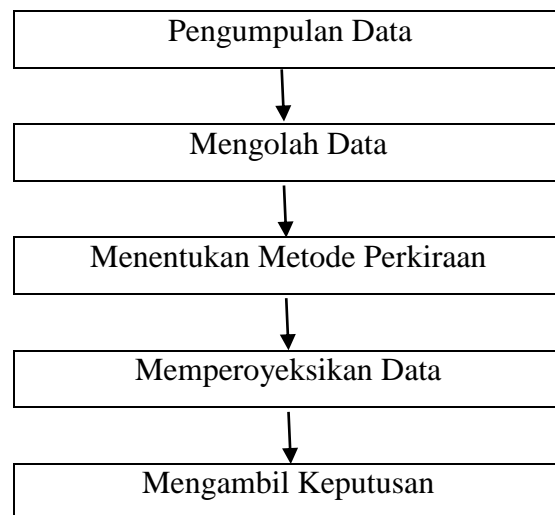 Pengumpulan Data
Mengolah Data
Menentukan Metode Perkiraan
Memperoyeksikan Data
Mengambil Keputusan